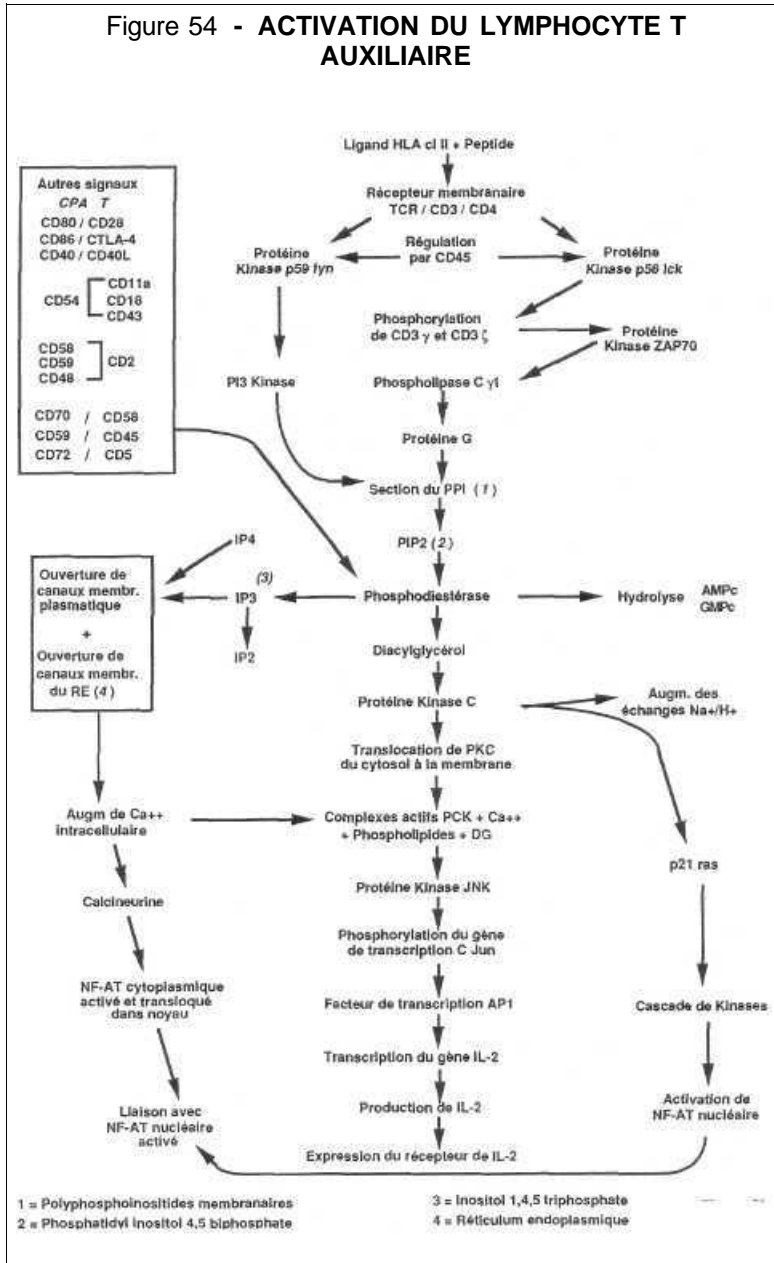 Figure 54 - ACTIVATION DU LYMPHOCYTE T
AUXILIAIRE
Ligand HLA cl II + Peptide
Autres signaux
CPA T
CD80 / CD28
CD86 / CTLA-4
CD40 / CD40L
CD54
CD11a
CD18
CD43
CD58
CD59
CD48
CD2
CD70 / CD58
CD59 / CD45
CD72 / CD5
Récepteur membranaire
TCR / CD3 / CD4
Protéine
Kinase p59 fyn
Régulation
par CD45
Protéine
Kinase p56 lck
Phosphorylation
de CD3 γ et CD3 ζ
Protéine
Kinase ZAP70
PI3 Kinase
Phospholipase C γ1
Protéine G
Section du PPI (1)
PIP2 (2)
IP4
Ouverture de
canaux membr.
plasmatique
+
Ouverture de
canaux membr.
du RE (4)
(3)
IP3
IP2
Phosphodiestérase
Hydrolyse
AMPc
GMPc
Diacylglycérol
Protéine Kinase C
Augm. des
échanges Na+/H+
Translocation de PKC
du cytosol à la membrane
Augm de Ca++
intracellulaire
Complexes actifs PCK + Ca++
+ Phospholipides + DG
p21 ras
Protéine Kinase JNK
Calcineurine
Phosphorylation du gène
de transcription C Jun
NF-AT cytoplasmique
activé et transloqué
dans noyau
Facteur de transcription AP1
Cascade de Kinases
Transcription du gène IL-2
Liaison avec
NF-AT nucléaire
activé
Production de IL-2
Activation de
NF-AT nucléaire
Expression du récepteur de IL-2
1 = Polyphosphoinositides membranaires
2 = Phosphatidyl inositol 4,5 biphosphate
3 = Inositol 1,4,5 triphosphate
4 = Réticulum endoplasmique